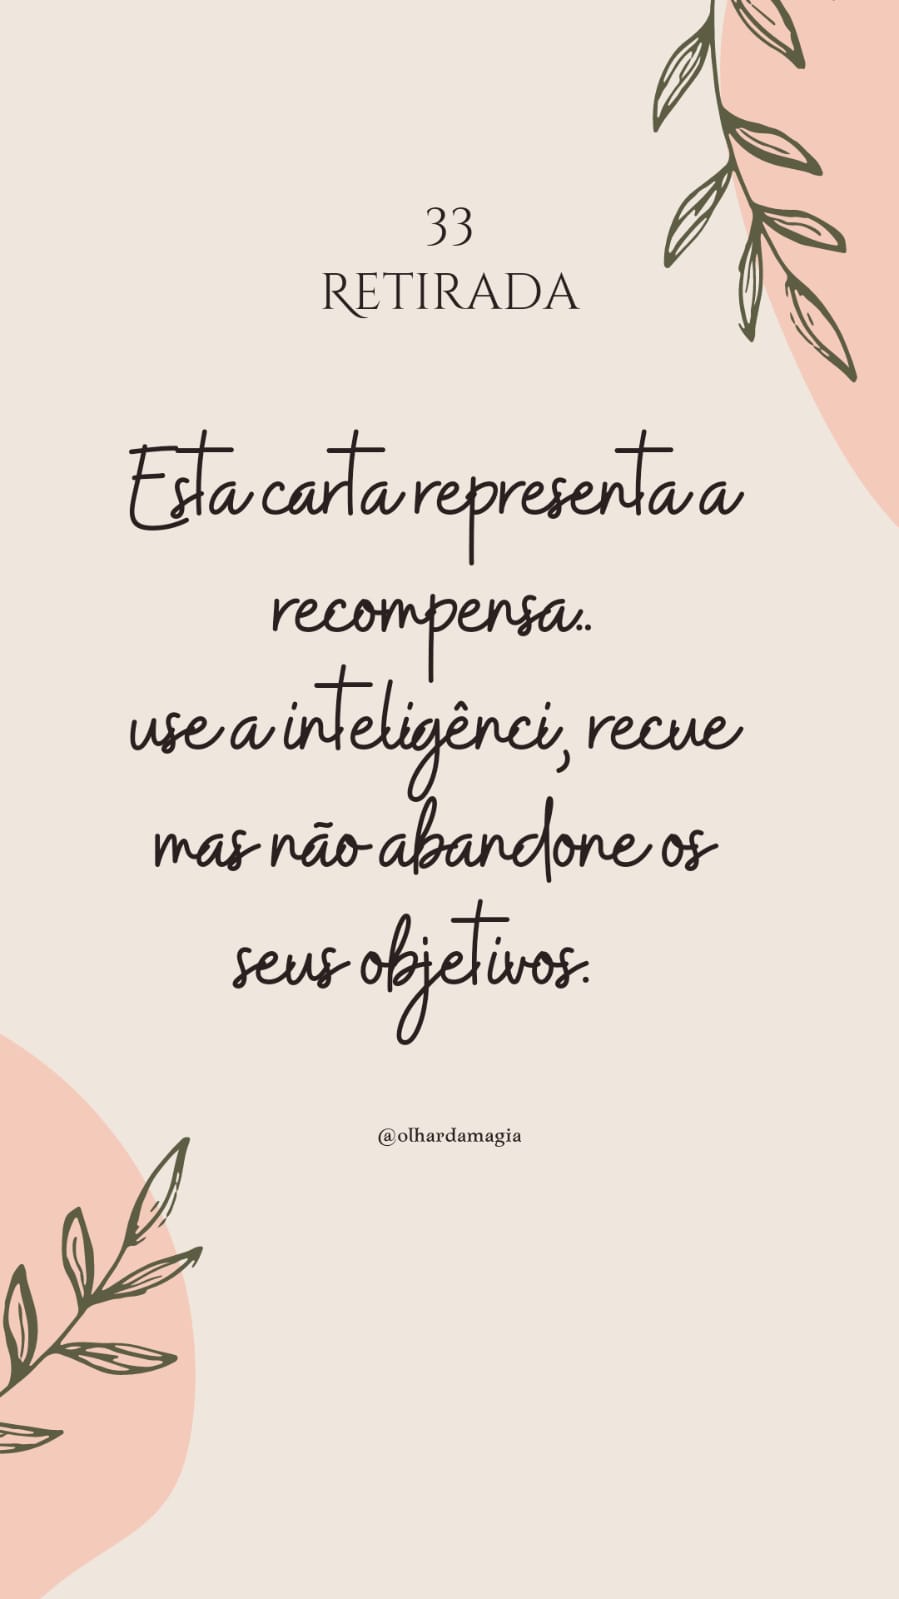 33
RETIRADA
Esta carta representa a
recompensa..
use a inteligênci, recue
mas não abandone os
seus objetivos.
@olhardamagia